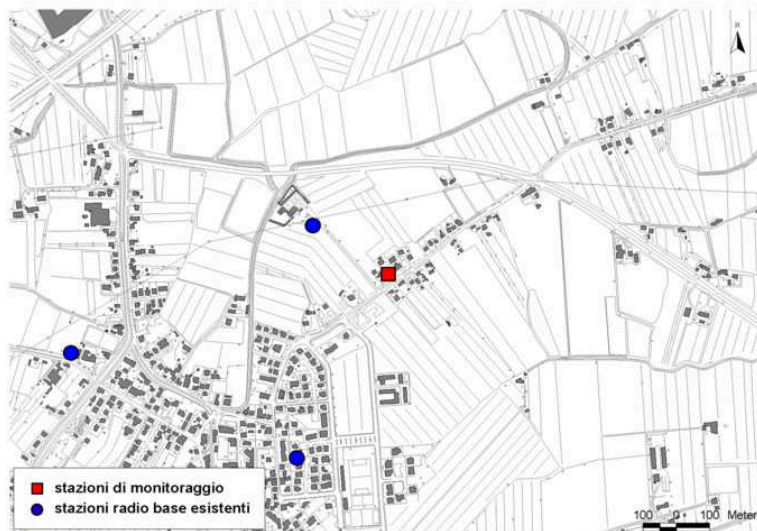 N
stazioni di monitoraggio
stazioni radio base esistenti
100 0 100 Meter